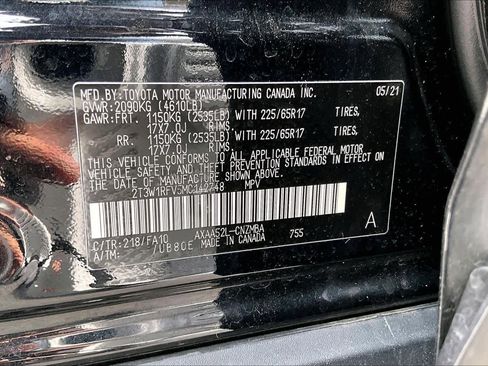 MFD.BY:TOYOTA MOTOR MANUFACTURING CANADA INC. 05/21
GVWR:2090KG (4610LB)
GAWR:FRT. 1150KG (2535LB) WITH 225/65R17 TIRES,
17X7.0J RIMS
RR. 1150KG (2535LB) WITH 225/65R17 TIRES,
17X7.0J RIMS
THIS VEHICLE CONFORMS TO ALL APPLICABLE FEDERAL MOTOR
VEHICLE SAFETY STANDARDS IN EFFECT ON THE DATE OF
MANUFACTURE SHOWN ABOVE.
MPV
A
C/TR:218/FA10 AXAA52L-CNZMBA
A/TM: /UB80E MADE IN CANADA 755